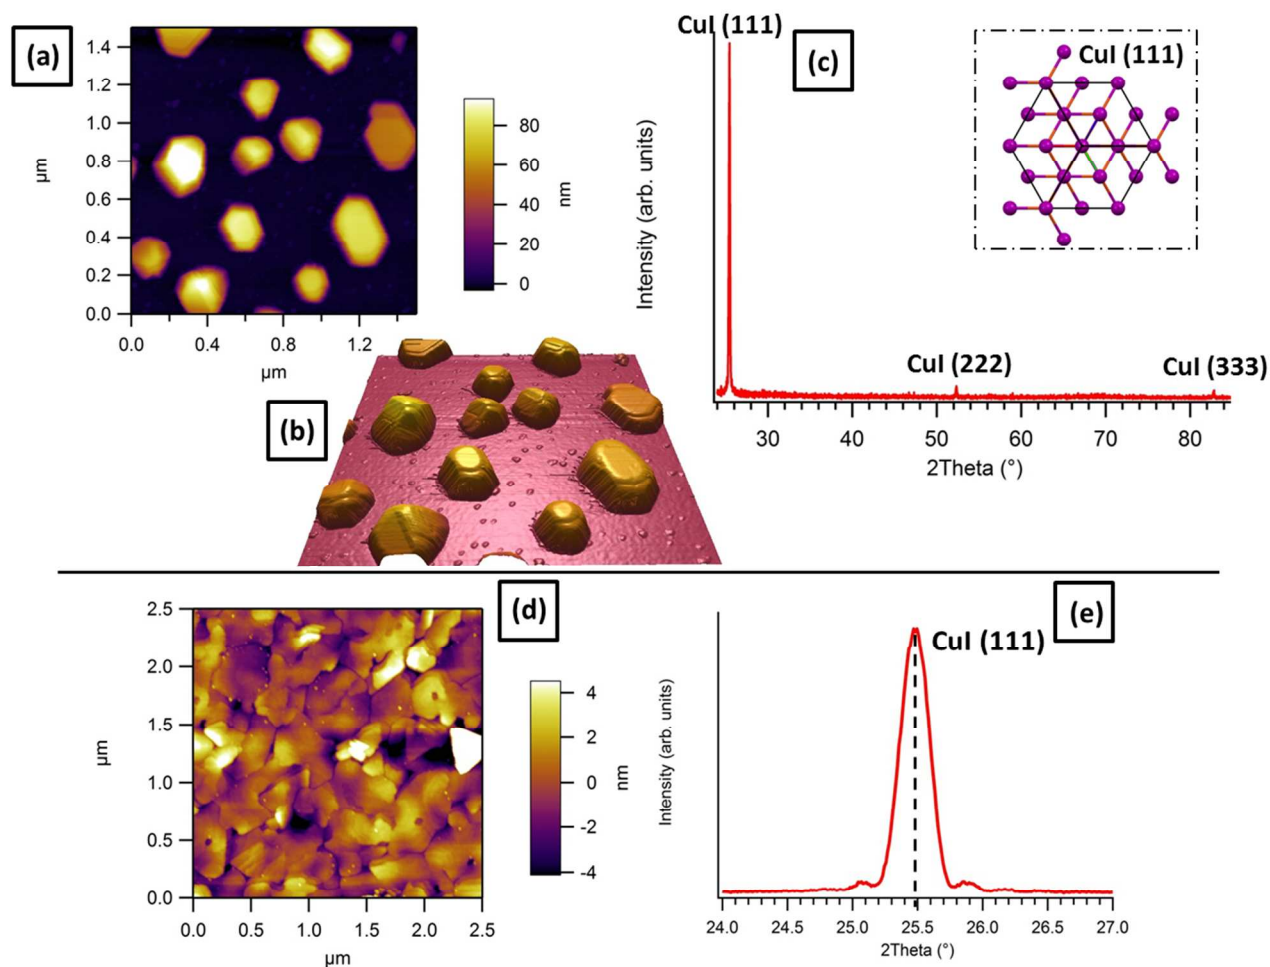 (a)
1.4
1.2
1.0
0.8
0.6
0.4
0.2
0.0
µm
0.0 0.4 0.8 1.2
µm
80
60
40
20
0
nm
(b)
CuI (111)
(c)
CuI (111)
Intensity (arb. units)
CuI (222)
CuI (333)
30 40 50 60 70 80
2Theta (°)
(d)
2.5
2.0
1.5
1.0
0.5
0.0
µm
0.0 0.5 1.0 1.5 2.0 2.5
µm
4
2
0
-2
-4
nm
(e)
CuI (111)
Intensity (arb. units)
24.0 24.5 25.0 25.5 26.0 26.5 27.0
2Theta (°)